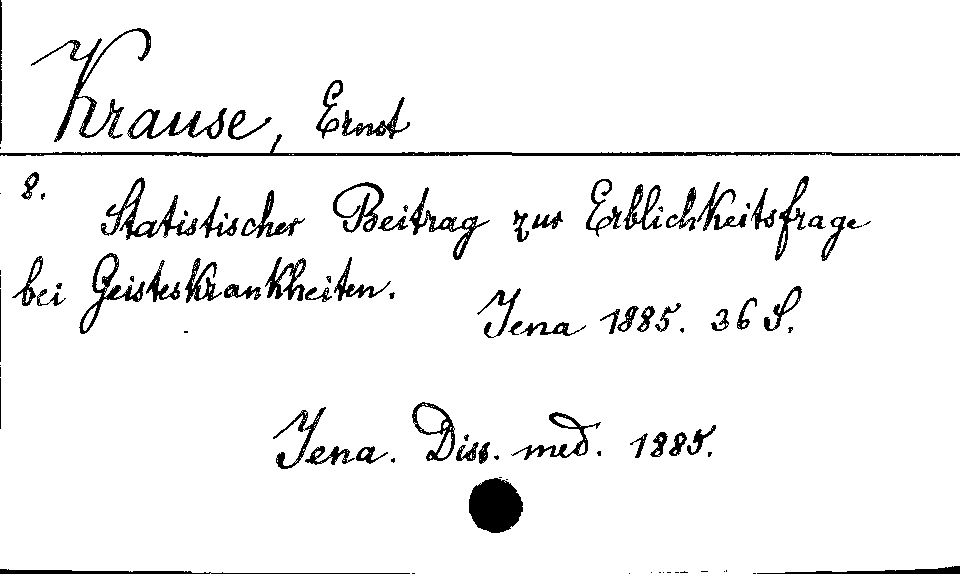 Krause, Ernst
8.
Statistischer Beitrag zur Erblichkeitsfrage
bei Geisteskrankheiten.
Jena 1885. 36 S.
Jena. Diss. med. 1885.